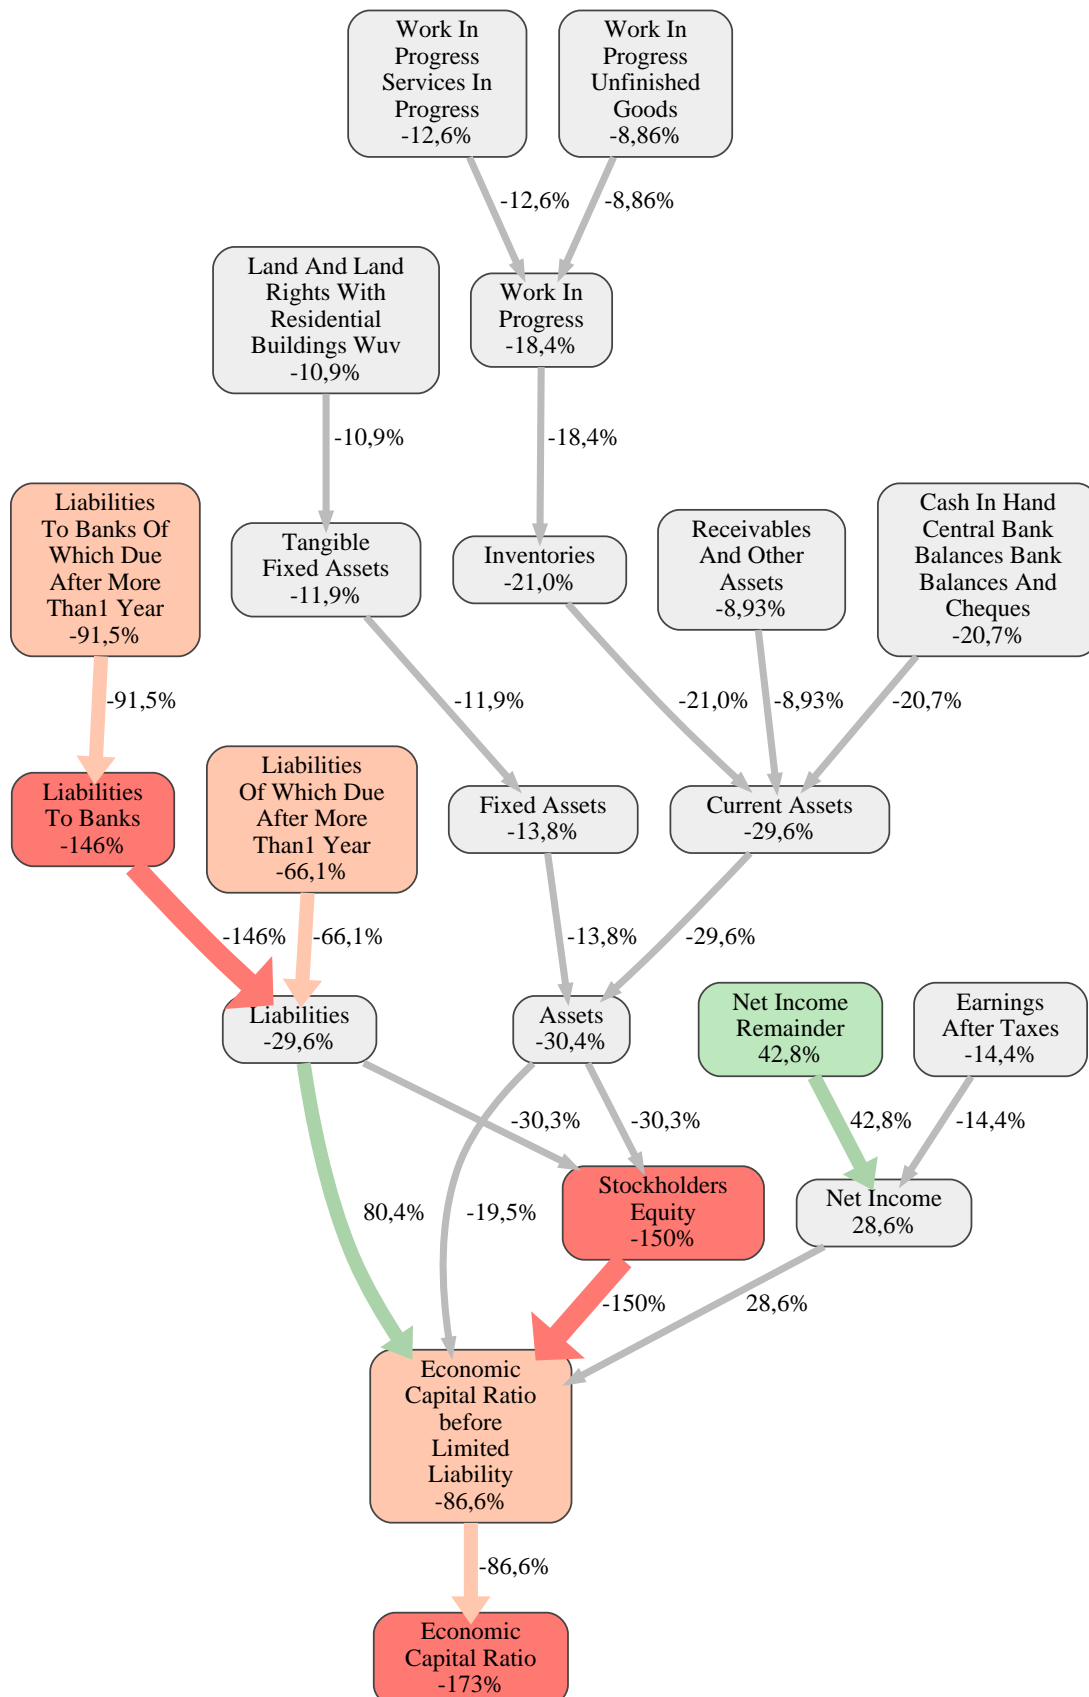 Work In
Progress
Services In
Progress
-12,6%
Work In
Progress
Unfinished
Goods
-8,86%
-12,6%
-8,86%
Land And Land
Rights With
Residential
Buildings Wuv
-10,9%
Work In
Progress
-18,4%
-10,9%
-18,4%
Liabilities
To Banks Of
Which Due
After More
Than1 Year
-91,5%
Tangible
Fixed Assets
-11,9%
Inventories
-21,0%
Receivables
And Other
Assets
-8,93%
Cash In Hand
Central Bank
Balances Bank
Balances And
Cheques
-20,7%
-91,5%
-11,9%
-21,0%
-8,93%
-20,7%
Liabilities
To Banks
-146%
Liabilities
Of Which Due
After More
Than1 Year
-66,1%
Fixed Assets
-13,8%
Current Assets
-29,6%
-146%
-66,1%
-13,8%
-29,6%
Liabilities
-29,6%
Assets
-30,4%
Net Income
Remainder
42,8%
Earnings
After Taxes
-14,4%
-30,3%
-30,3%
42,8%
-14,4%
80,4%
-19,5%
Stockholders
Equity
-150%
Net Income
28,6%
-150%
28,6%
Economic
Capital Ratio
before
Limited
Liability
-86,6%
-86,6%
Economic
Capital Ratio
-173%